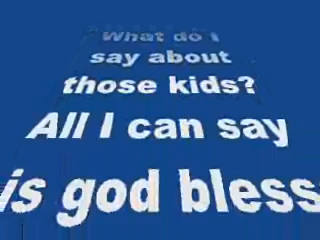 What do I
say about
those kids?
All I can say
is god bless